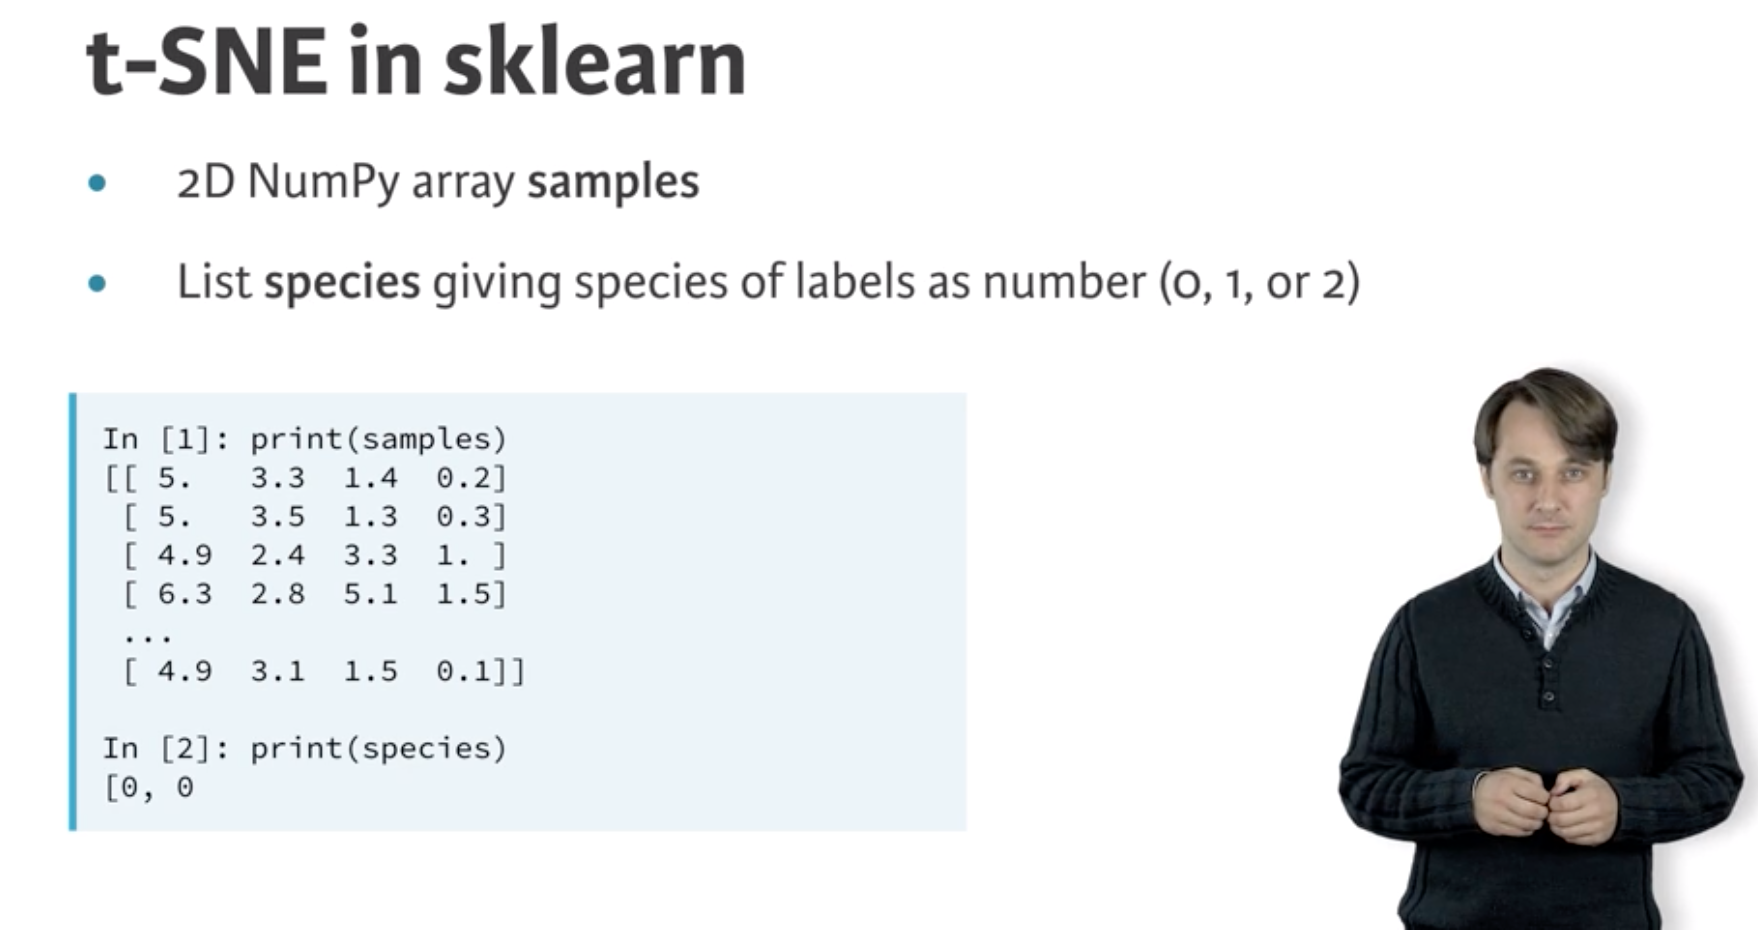 t-SNE in sklearn
• 2D NumPy array samples
• List species giving species of labels as number (0, 1, or 2)
In [1]: print(samples)
[[ 5.   3.3  1.4  0.2]
 [ 5.   3.5  1.3  0.3]
 [ 4.9  2.4  3.3  1. ]
 [ 6.3  2.8  5.1  1.5]
 ...
 [ 4.9  3.1  1.5  0.1]]
In [2]: print(species)
[0, 0